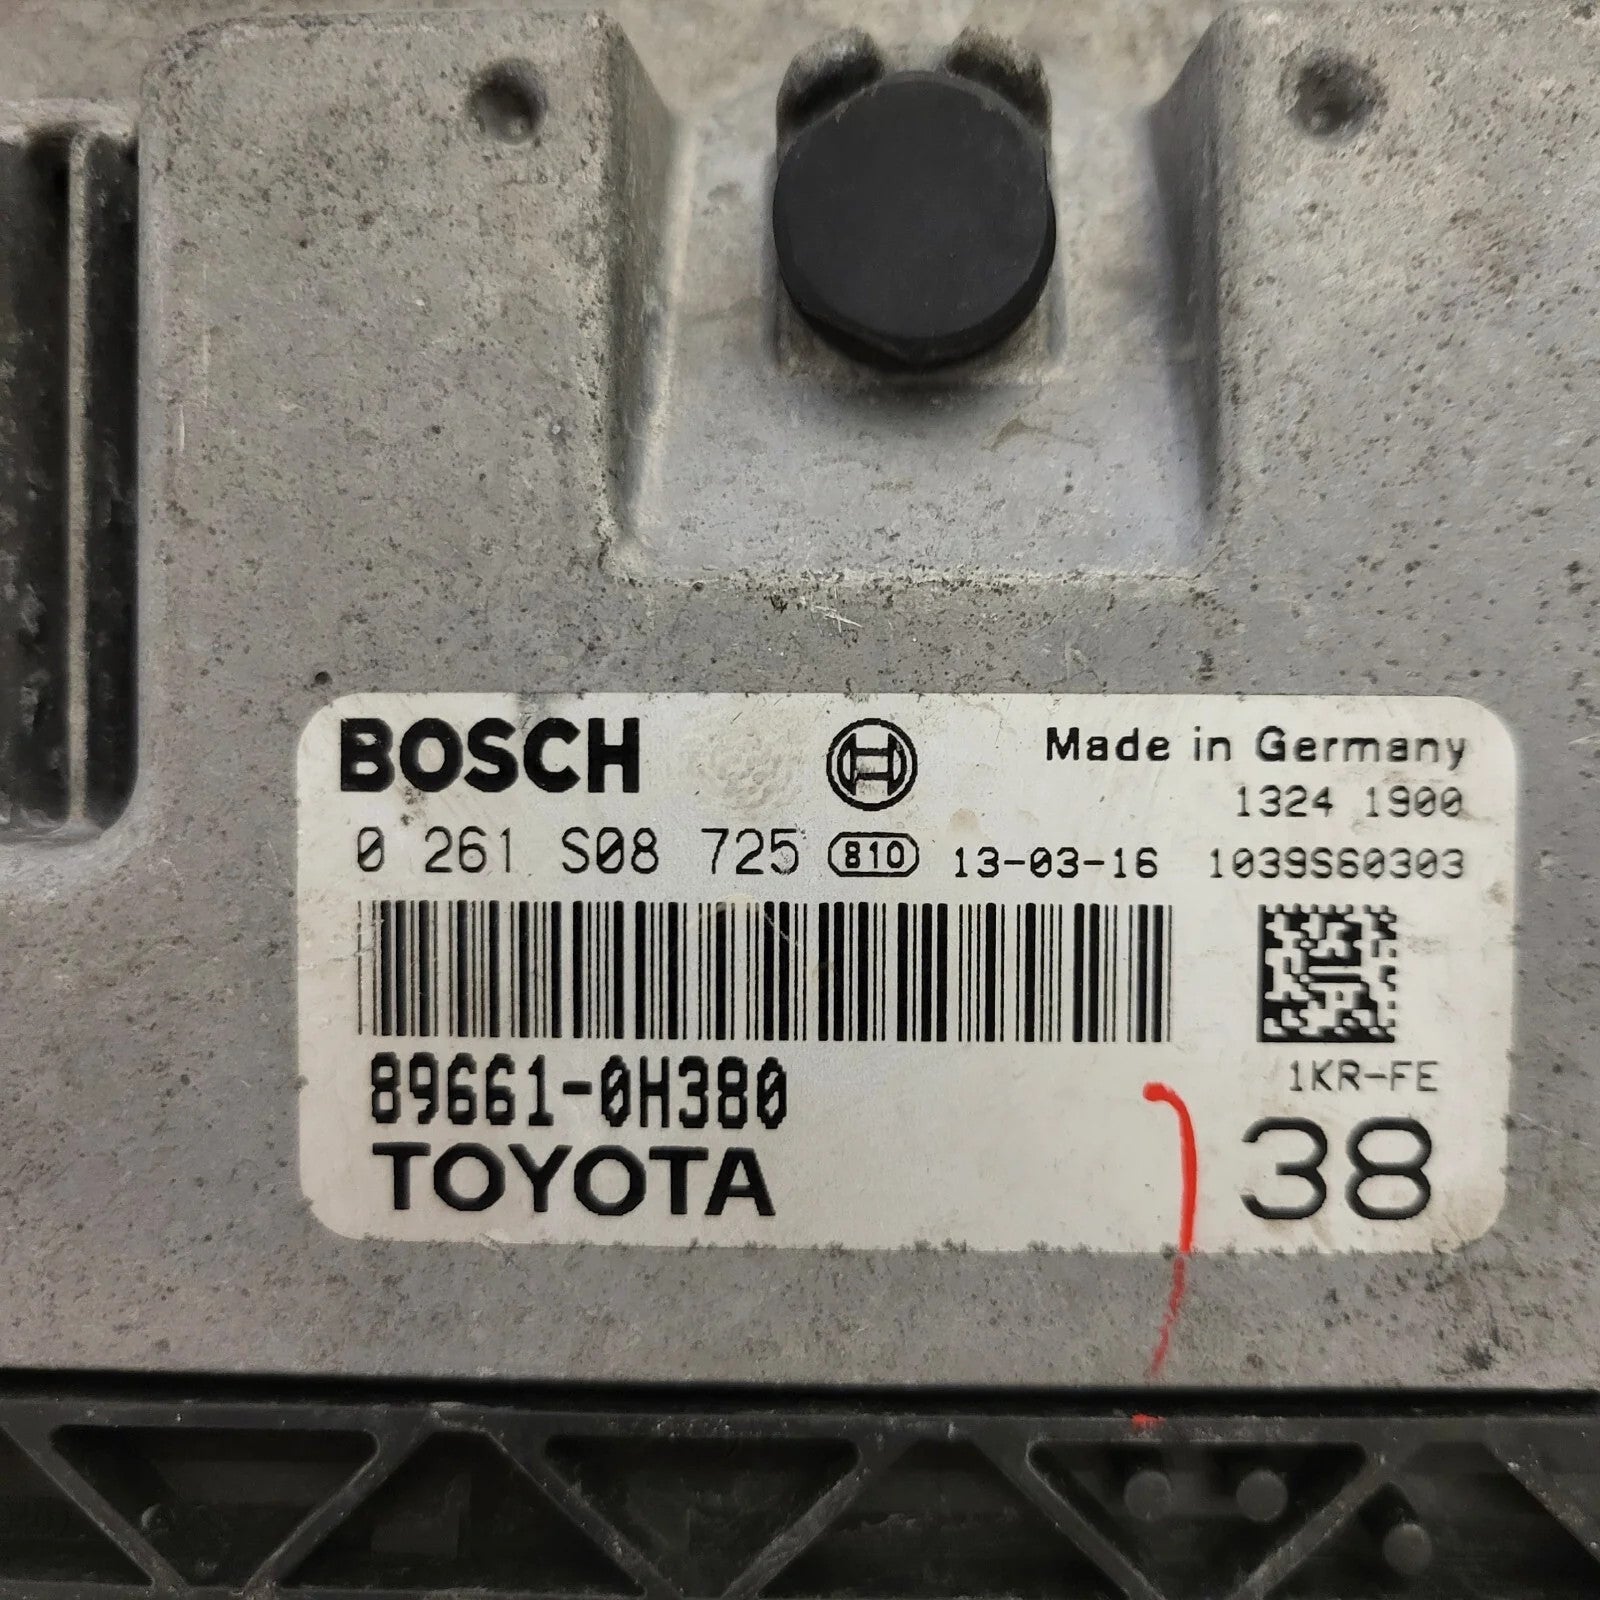 BOSCH
Made in Germany
1324 1900
0 261 S08 725 810 13-03-16 1039S60303
89661-0H380
1KR-FE
TOYOTA
38